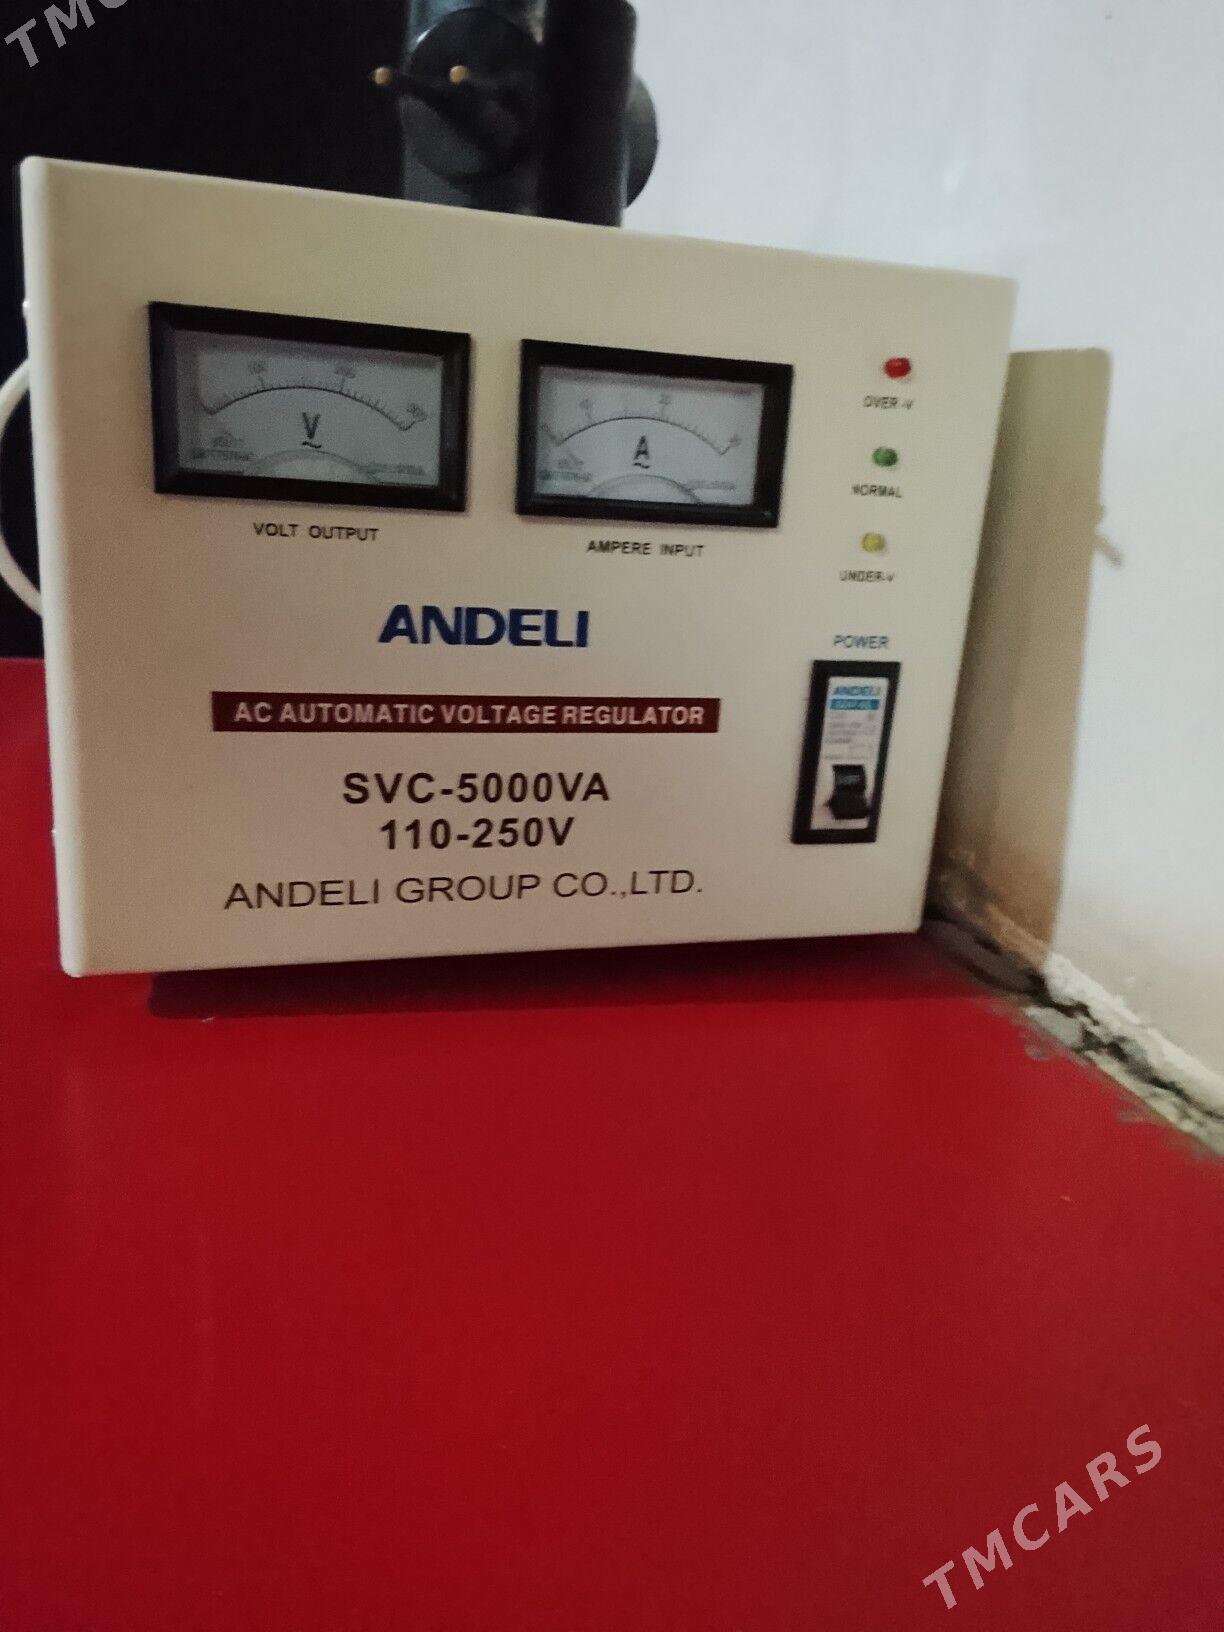 V
A
VOLT OUTPUT
AMPERE INPUT
OVER-V
NORMAL
UNDER-V
ANDELI
POWER
ANDELI
AC AUTOMATIC VOLTAGE REGULATOR
SVC-5000VA
110-250V
ANDELI GROUP CO.,LTD.
TMCARS